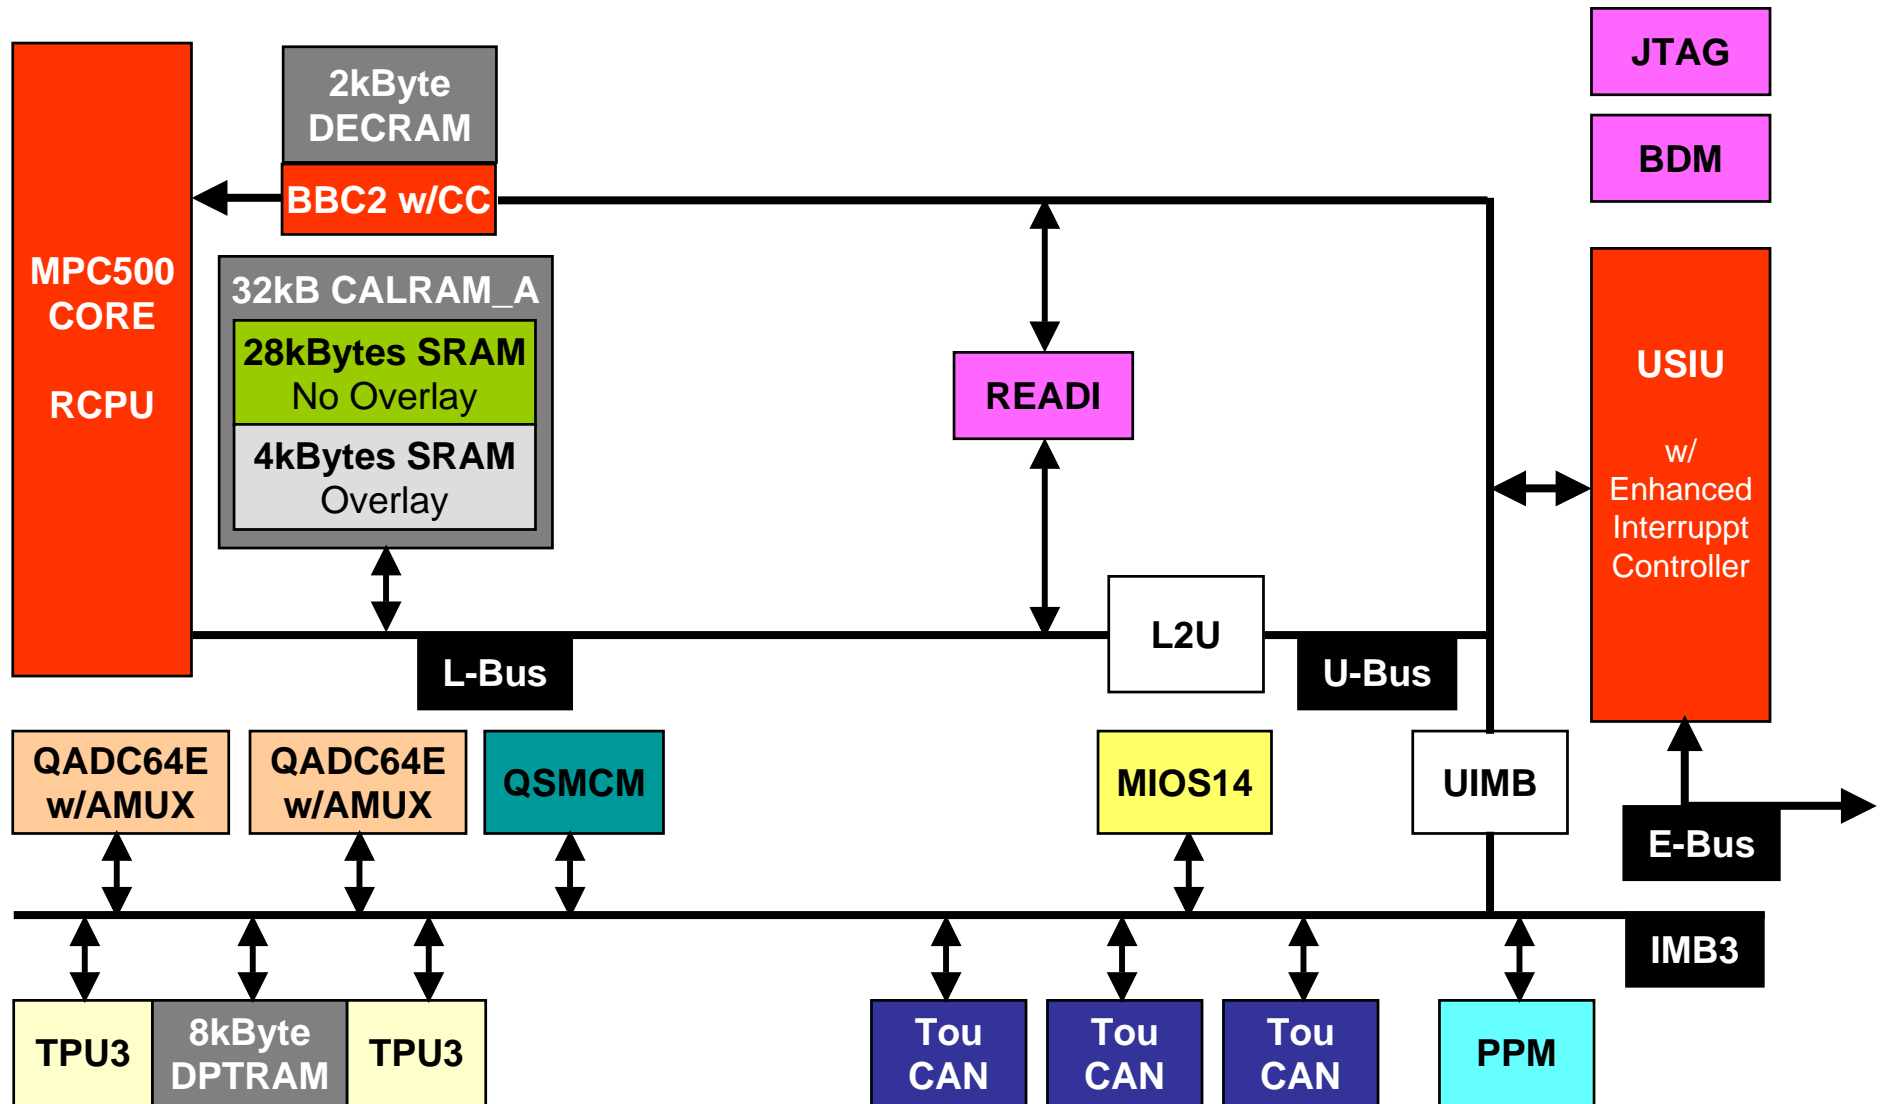 JTAG
BDM
2kByte
DECRAM
BBC2 w/CC
MPC500
CORE
RCPU
32kB CALRAM_A
28kBytes SRAM
No Overlay
4kBytes SRAM
Overlay
READI
USIU
w/
Enhanced
Interruppt
Controller
L2U
L-Bus
U-Bus
QADC64E
w/AMUX
QADC64E
w/AMUX
QSMCM
MIOS14
UIMB
E-Bus
IMB3
TPU3
8kByte
DPTRAM
TPU3
Tou
CAN
Tou
CAN
Tou
CAN
PPM